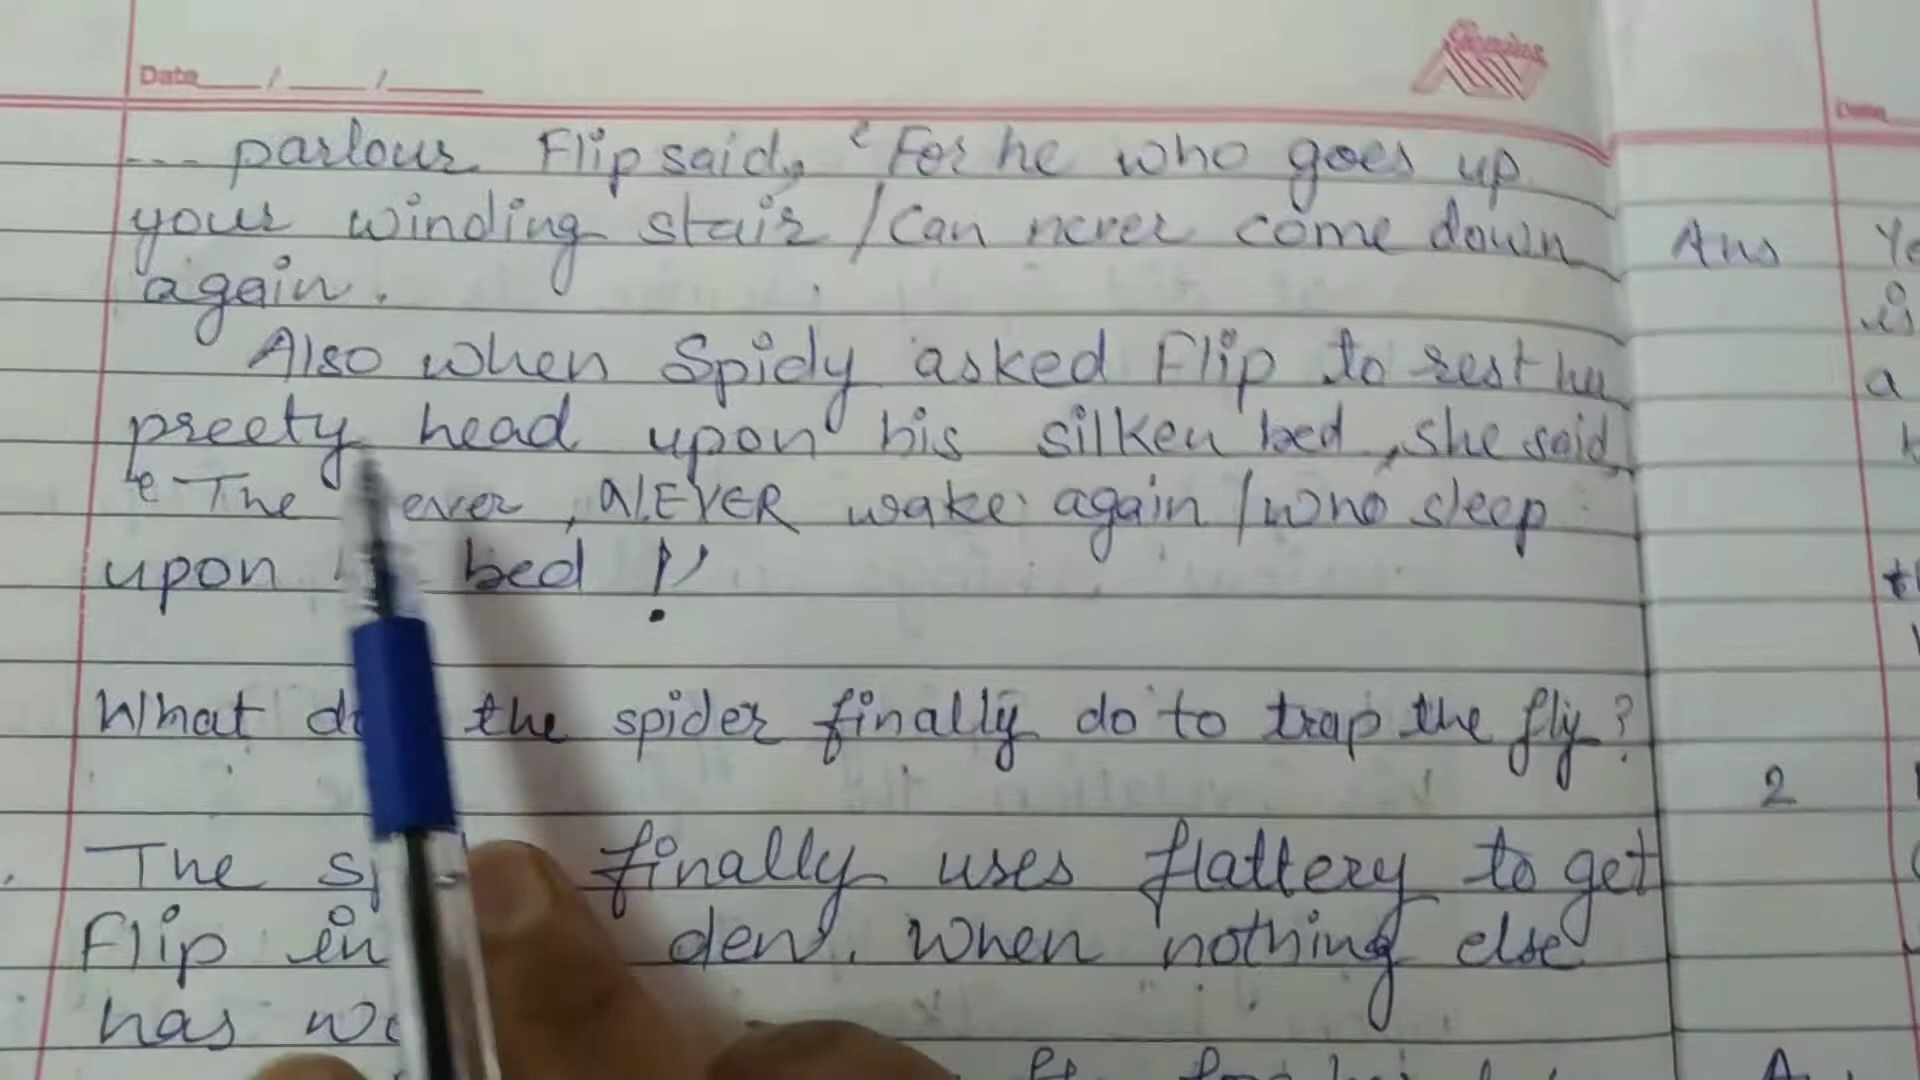 Date / /
... parlour Flip said, 'For he who goes up
your winding stair / Can never come down
again.
Also when Spidy asked Flip to rest her
preety head upon his silken bed, she said
'The ever, NEVER wake again / who sleep
upon bed !'
What the spider finally do to trap the fly?
The finally uses flattery to get
Flip in den. When nothing else
has
Ans
is
a
2